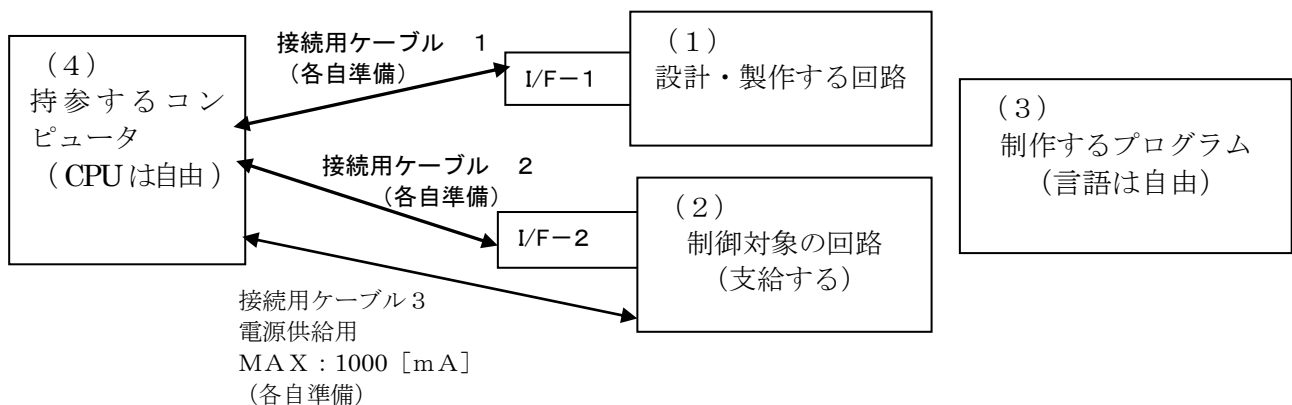 （４）
持参するコン
ピュータ
（CPUは自由）
接続用ケーブル　１
（各自準備）
I/F－1
（１）
設計・製作する回路
接続用ケーブル　２
（各自準備）
I/F－2
（２）
制御対象の回路
（支給する）
接続用ケーブル３
電源供給用
ＭＡＸ：1000［ｍＡ］
（各自準備）
（３）
制作するプログラム
（言語は自由）